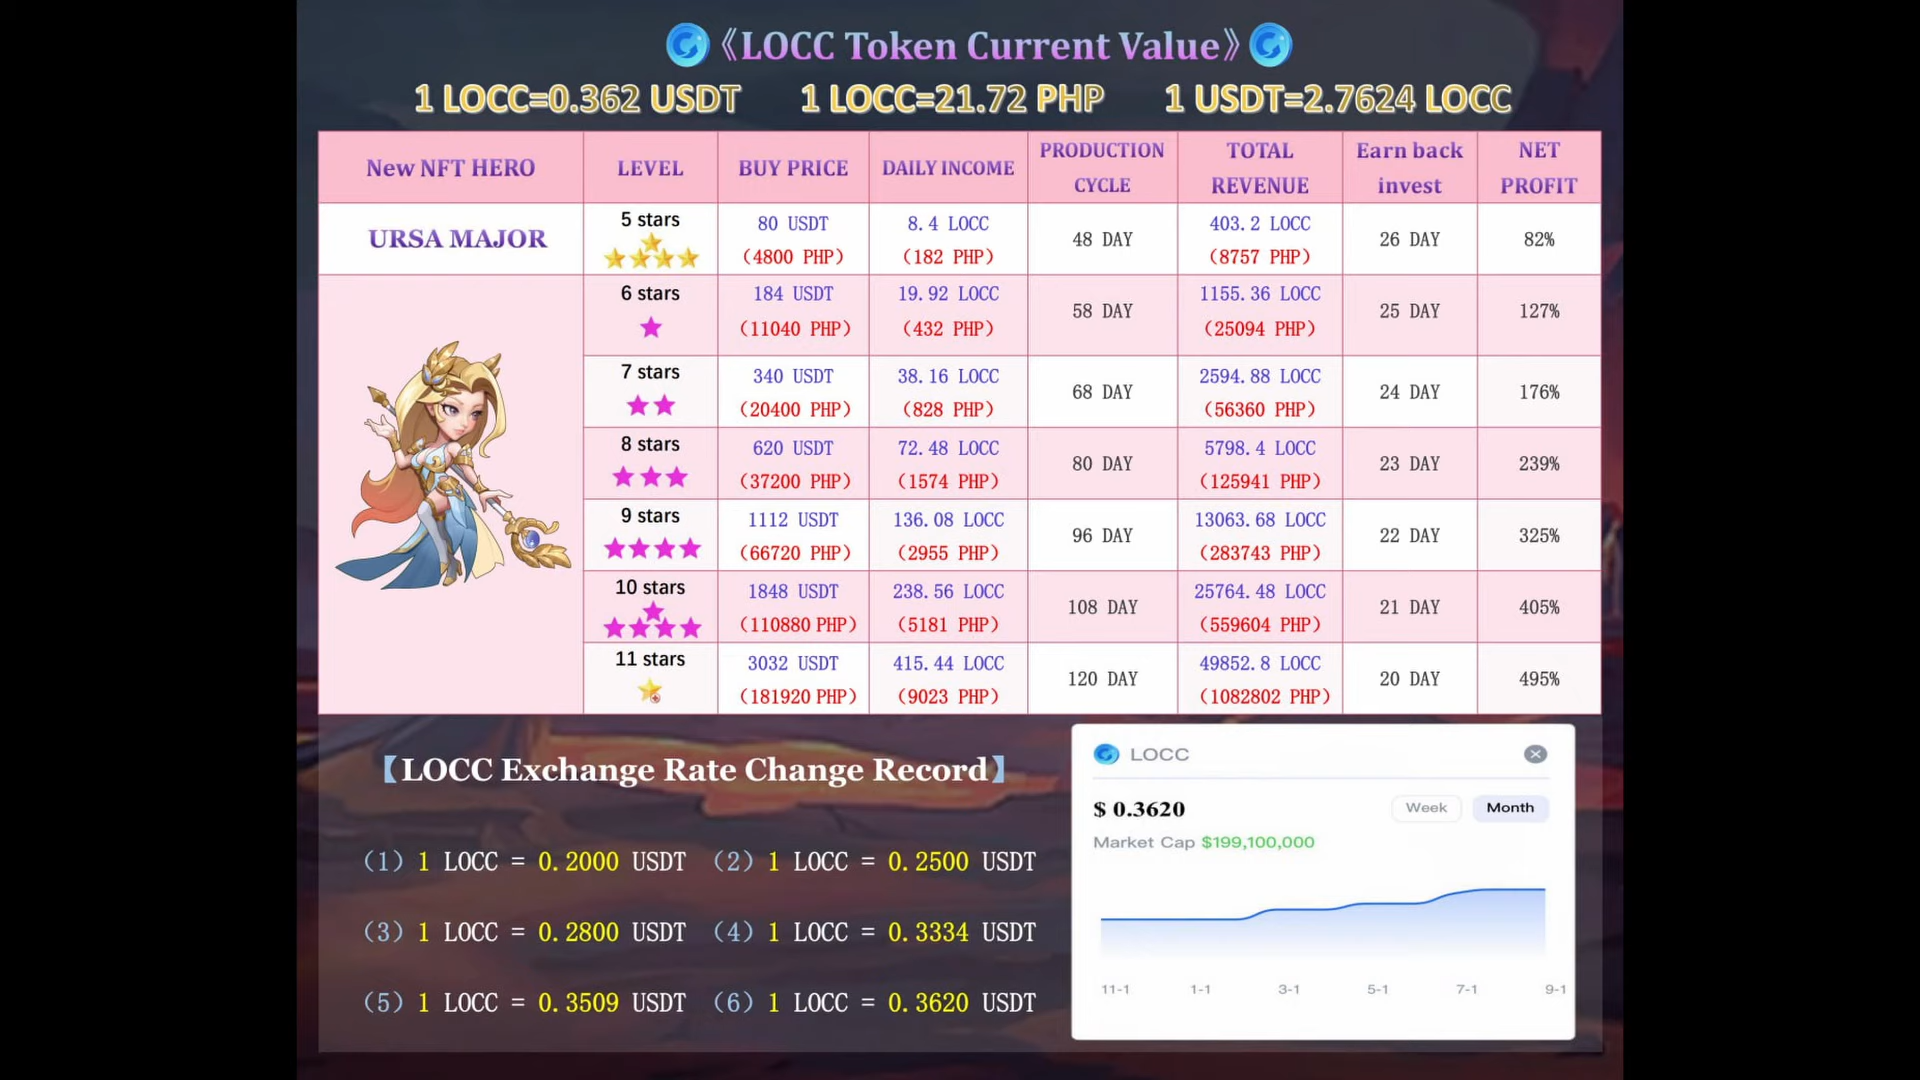 《LOCC Token Current Value》
1 LOCC=0.362 USDT 1 LOCC=21.72 PHP 1 USDT=2.7624 LOCC
New NFT HERO LEVEL BUY PRICE DAILY INCOME PRODUCTION CYCLE TOTAL REVENUE Earn back invest NET PROFIT
URSA MAJOR 5 stars 80 USDT (4800 PHP) 8.4 LOCC (182 PHP) 48 DAY 403.2 LOCC (8757 PHP) 26 DAY 82%
6 stars 184 USDT (11040 PHP) 19.92 LOCC (432 PHP) 58 DAY 1155.36 LOCC (25094 PHP) 25 DAY 127%
7 stars 340 USDT (20400 PHP) 38.16 LOCC (828 PHP) 68 DAY 2594.88 LOCC (56360 PHP) 24 DAY 176%
8 stars 620 USDT (37200 PHP) 72.48 LOCC (1574 PHP) 80 DAY 5798.4 LOCC (125941 PHP) 23 DAY 239%
9 stars 1112 USDT (66720 PHP) 136.08 LOCC (2955 PHP) 96 DAY 13063.68 LOCC (283743 PHP) 22 DAY 325%
10 stars 1848 USDT (110880 PHP) 238.56 LOCC (5181 PHP) 108 DAY 25764.48 LOCC (559604 PHP) 21 DAY 405%
11 stars 3032 USDT (181920 PHP) 415.44 LOCC (9023 PHP) 120 DAY 49852.8 LOCC (1082802 PHP) 20 DAY 495%
【LOCC Exchange Rate Change Record】
(1) 1 LOCC = 0.2000 USDT (2) 1 LOCC = 0.2500 USDT
(3) 1 LOCC = 0.2800 USDT (4) 1 LOCC = 0.3334 USDT
(5) 1 LOCC = 0.3509 USDT (6) 1 LOCC = 0.3620 USDT
LOCC
$ 0.3620 Week Month
Market Cap $199,100,000
11-1 1-1 3-1 5-1 7-1 9-1